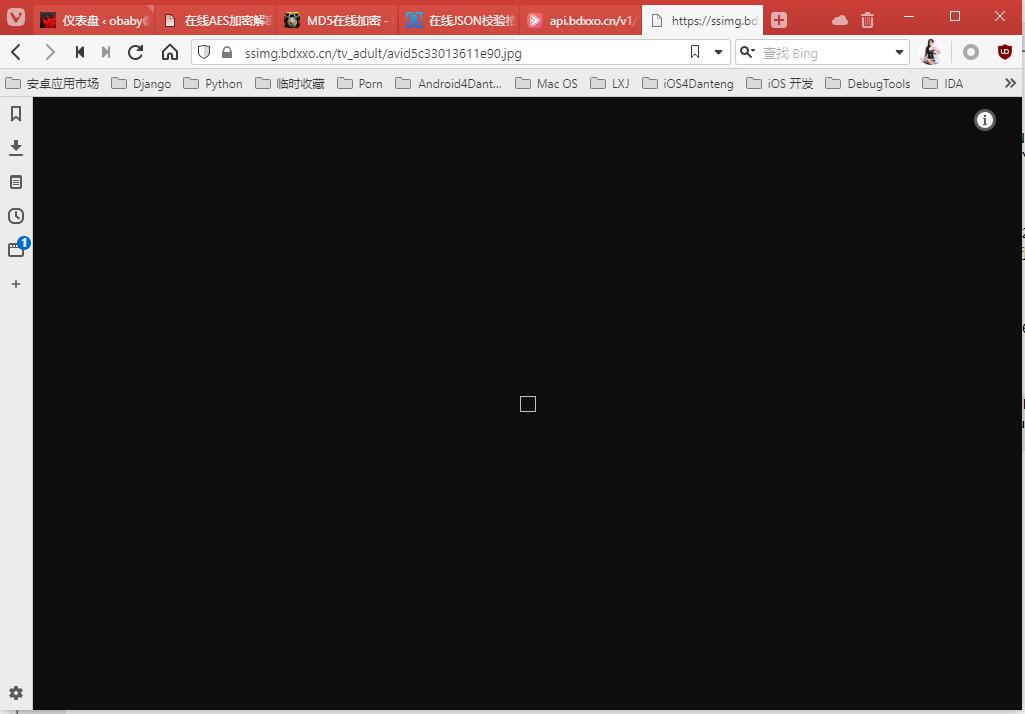 仪表盘 ‹ obaby@
在线AES加密解
MD5在线加密 -
在线JSON校验格
api.bdxxo.cn/v1/
https://ssimg.bd
ssimg.bdxxo.cn/tv_adult/avid5c33013611e90.jpg
查找 Bing
安卓应用市场
Django
Python
临时收藏
Porn
Android4Dant...
Mac OS
LXJ
iOS4Danteng
iOS 开发
DebugTools
IDA
1